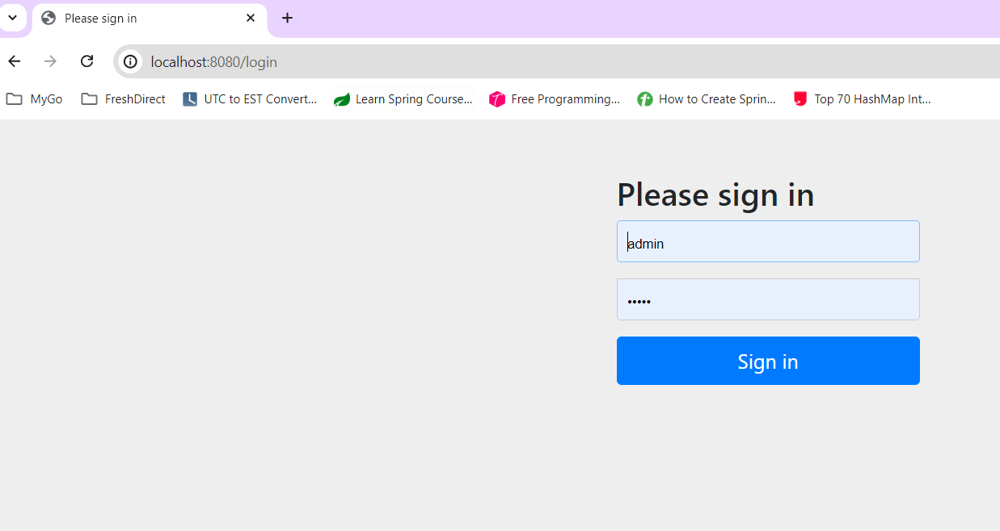 Please sign in
localhost:8080/login
MyGo FreshDirect UTC to EST Convert... Learn Spring Course... Free Programming... How to Create Sprin... Top 70 HashMap Int...
Please sign in
admin
•••••
Sign in